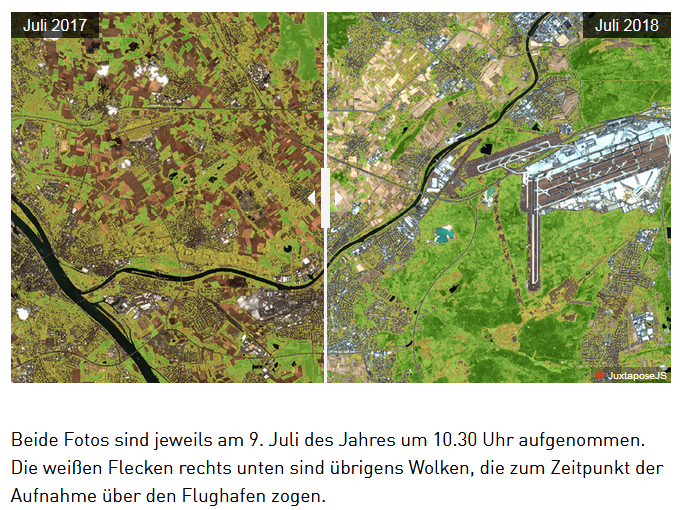 Juli 2017
Juli 2018
JuxtaposeJS
Beide Fotos sind jeweils am 9. Juli des Jahres um 10.30 Uhr aufgenommen.
Die weißen Flecken rechts unten sind übrigens Wolken, die zum Zeitpunkt der
Aufnahme über den Flughafen zogen.